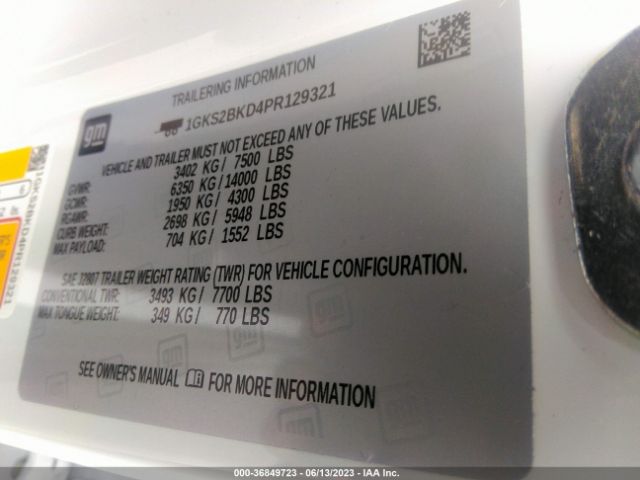 TRAILERING INFORMATION
gm
1GKS2BKD4PR129321
VEHICLE AND TRAILER MUST NOT EXCEED ANY OF THESE VALUES.
GVWR: 3402 KG / 7500 LBS
GCWR: 6350 KG / 14000 LBS
RGAWR: 1950 KG / 4300 LBS
CURB WEIGHT: 2698 KG / 5948 LBS
MAX PAYLOAD: 704 KG / 1552 LBS
SAE J2807 TRAILER WEIGHT RATING (TWR) FOR VEHICLE CONFIGURATION.
CONVENTIONAL TWR: 3493 KG / 7700 LBS
MAX TONGUE WEIGHT: 349 KG / 770 LBS
SEE OWNER'S MANUAL FOR MORE INFORMATION
1GKS2BKD4PR129321
000-36849723 - 06/13/2023 - IAA Inc.